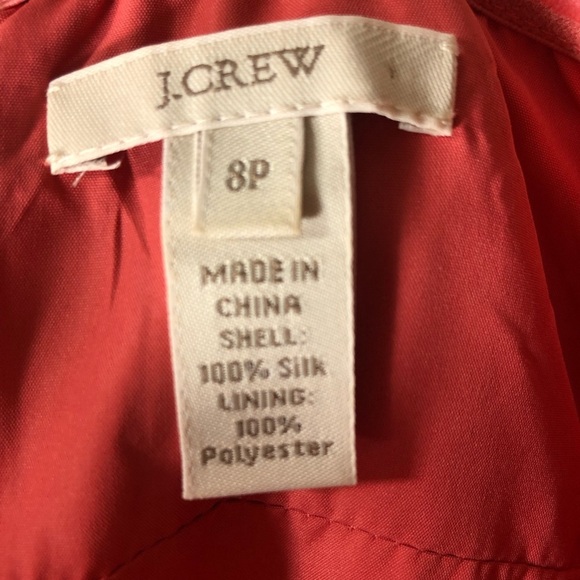 J.CREW
8P
MADE IN
CHINA
SHELL:
100% Silk
LINING:
100%
Polyester